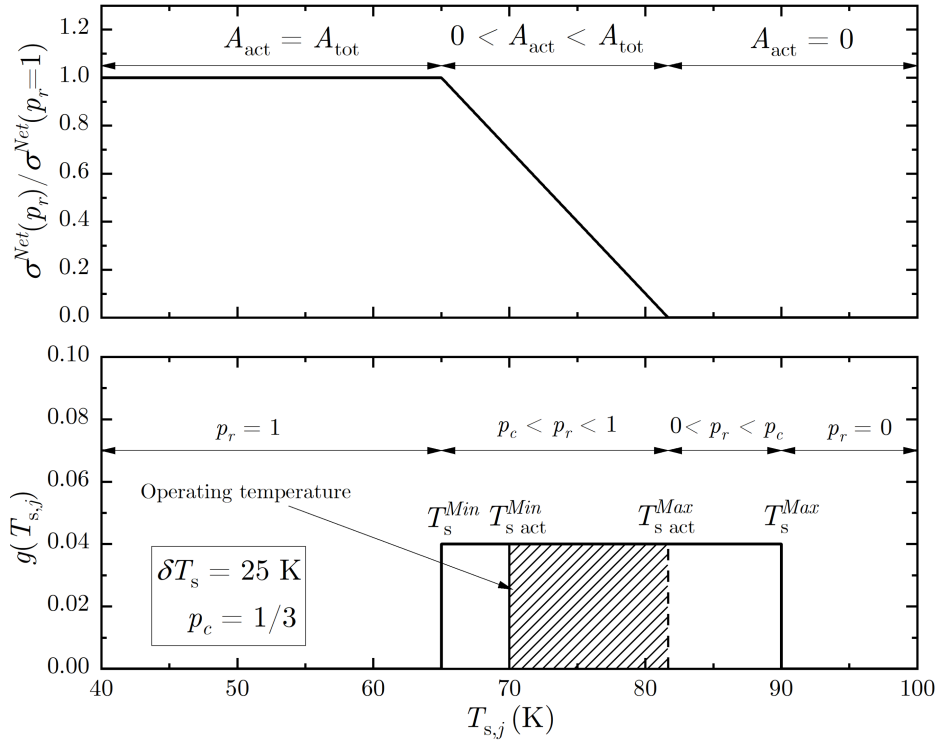 A_act = A_tot
0 < A_act < A_tot
A_act = 0
σ^Net(p_r) / σ^Net(p_r=1)
1.2
1.0
0.8
0.6
0.4
0.2
0.0
g(T_s,j)
0.10
0.08
0.06
0.04
0.02
0.00
p_r = 1
p_c < p_r < 1
0 < p_r < p_c
p_r = 0
Operating temperature
T_s^Min
T_s act^Min
T_s act^Max
T_s^Max
δT_s = 25 K
p_c = 1/3
40 50 60 70 80 90 100
T_s,j (K)